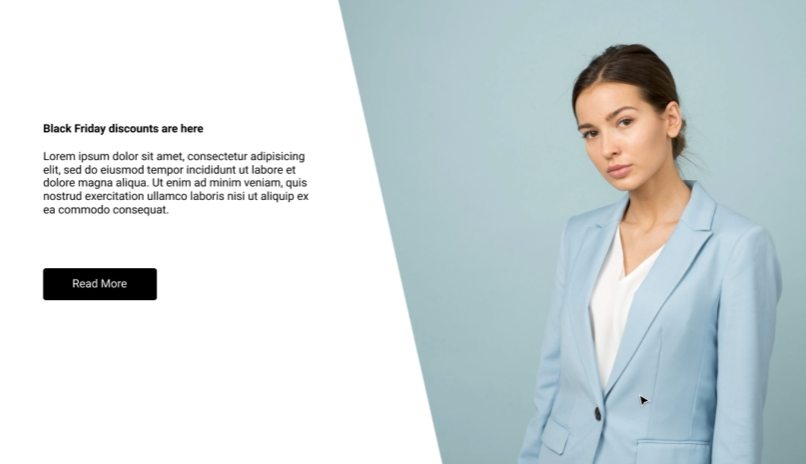 Black Friday discounts are here
Lorem ipsum dolor sit amet, consectetur adipisicing
elit, sed do eiusmod tempor incididunt ut labore et
dolore magna aliqua. Ut enim ad minim veniam, quis
nostrud exercitation ullamco laboris nisi ut aliquip ex
ea commodo consequat.
Read More